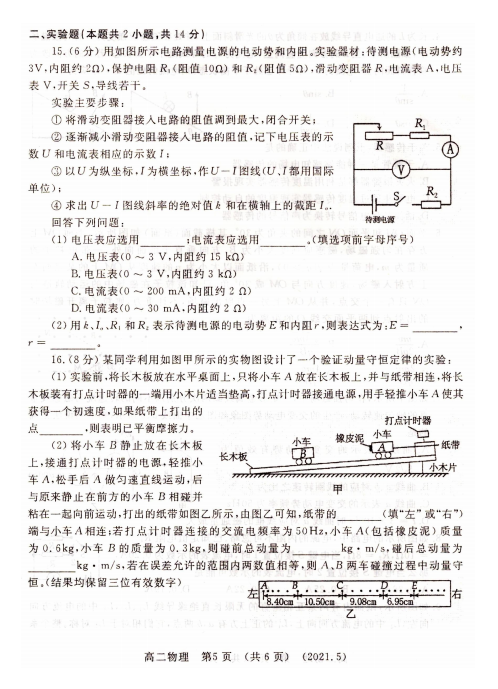 二、实验题(本题共2小题,共14分)
15.(6分)用如图所示电路测量电源的电动势和内阻。实验器材:待测电源(电动势约
3V,内阻约2Ω),保护电阻R₁(阻值10Ω)和R₂(阻值5Ω),滑动变阻器R,电流表A,电压
表V,开关S,导线若干。
实验主要步骤:
①将滑动变阻器接入电路的阻值调到最大,闭合开关;
②逐渐减小滑动变阻器接入电路的阻值,记下电压表的示
数U和电流表相应的示数I;
③以U为纵坐标,I为横坐标,作U-I图线(U、I都用国际
单位);
④求出U-I图线斜率的绝对值k和在横轴上的截距Iₐ。
回答下列问题:
R
R₁
A
V
S
R₂
待测电源
(1)电压表应选用______;电流表应选用______。(填选项前字母序号)
A.电压表(0~3V,内阻约15kΩ)
B.电压表(0~3V,内阻约3kΩ)
C.电流表(0~200mA,内阻约2Ω)
D.电流表(0~30mA,内阻约2Ω)
(2)用k、Iₐ、R₁和R₂表示待测电源的电动势E和内阻r,则表达式为:E=______,
r=______。
16.(8分)某同学利用如图甲所示的实物图设计了一个验证动量守恒定律的实验:
(1)实验前,将长木板放在水平桌面上,只将小车A放在长木板上,并与纸带相连,将长
木板装有打点计时器的一端用小木片适当垫高,打点计时器接通电源,用手轻推小车A使其
获得一个初速度,如果纸带上打出的
点______,则表明已平衡摩擦力。
(2)将小车B静止放在长木板
上,接通打点计时器的电源,轻推小
车A,松手后A做匀速直线运动,后
与原来静止在前方的小车B相碰并
打点计时器
橡皮泥
小车
小车
纸带
A
B
长木板
小木片
甲
粘在一起向前运动,打出的纸带如图乙所示,由图乙可知,纸带的______(填“左”或“右”)
端与小车A相连;若打点计时器连接的交流电频率为50Hz,小车A(包括橡皮泥)质量
为0.6kg,小车B的质量为0.3kg,则碰前总动量为______kg·m/s,碰后总动量为
______kg·m/s,若在误差允许的范围内两数值相等,则A、B两车碰撞过程中动量守
恒。(结果均保留三位有效数字)
A B C D E
左 右
8.40cm 10.50cm 9.08cm 6.95cm
乙
高二物理 第5页 (共6页) (2021.5)